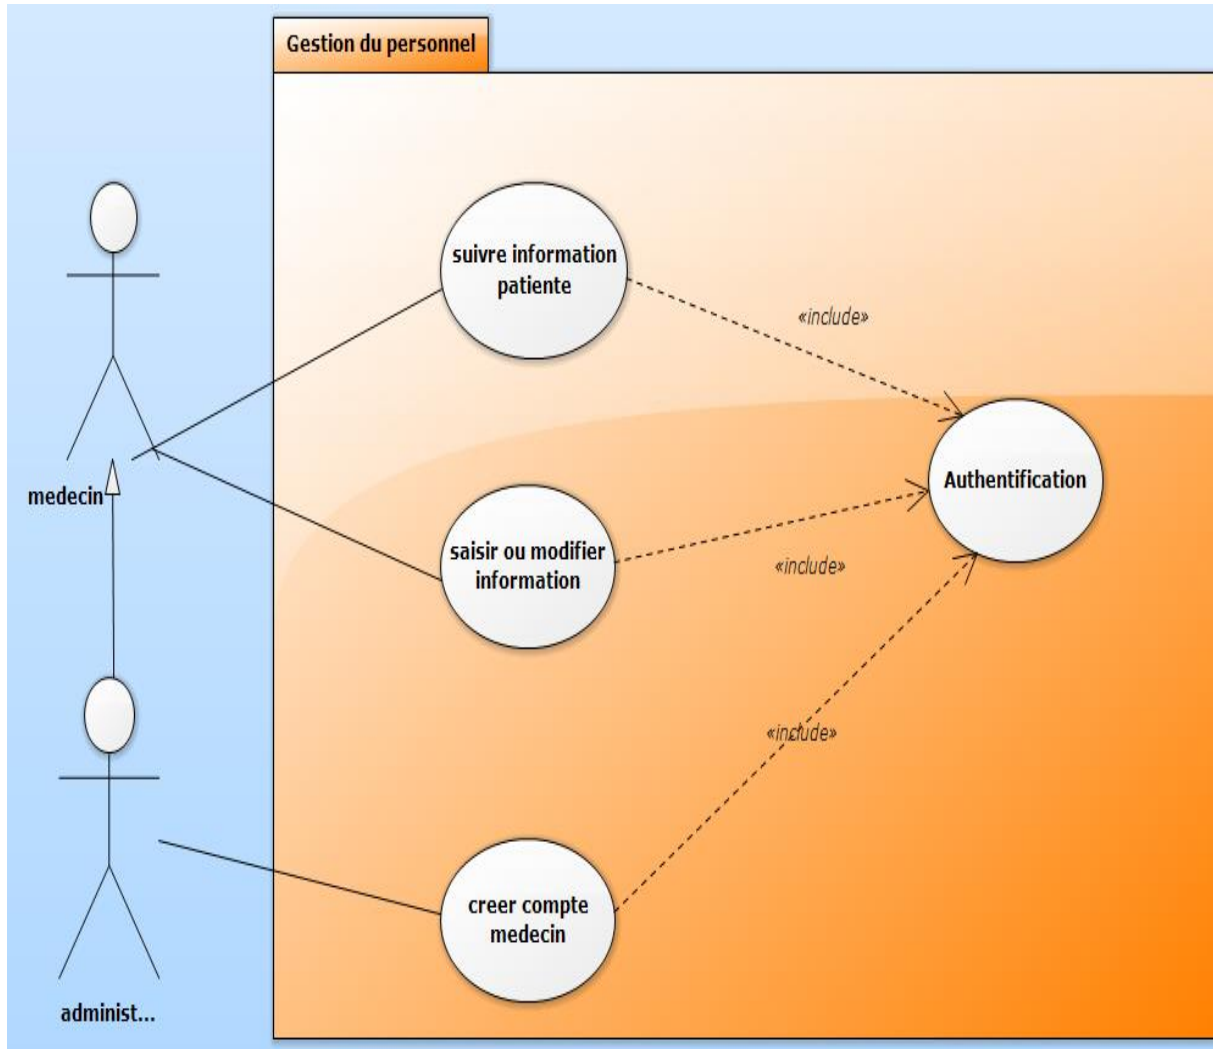 Gestion du personnel
suivre information
patiente
«include»
Authentification
medecin
saisir ou modifier
information
«include»
«include»
creer compte
medecin
administ...